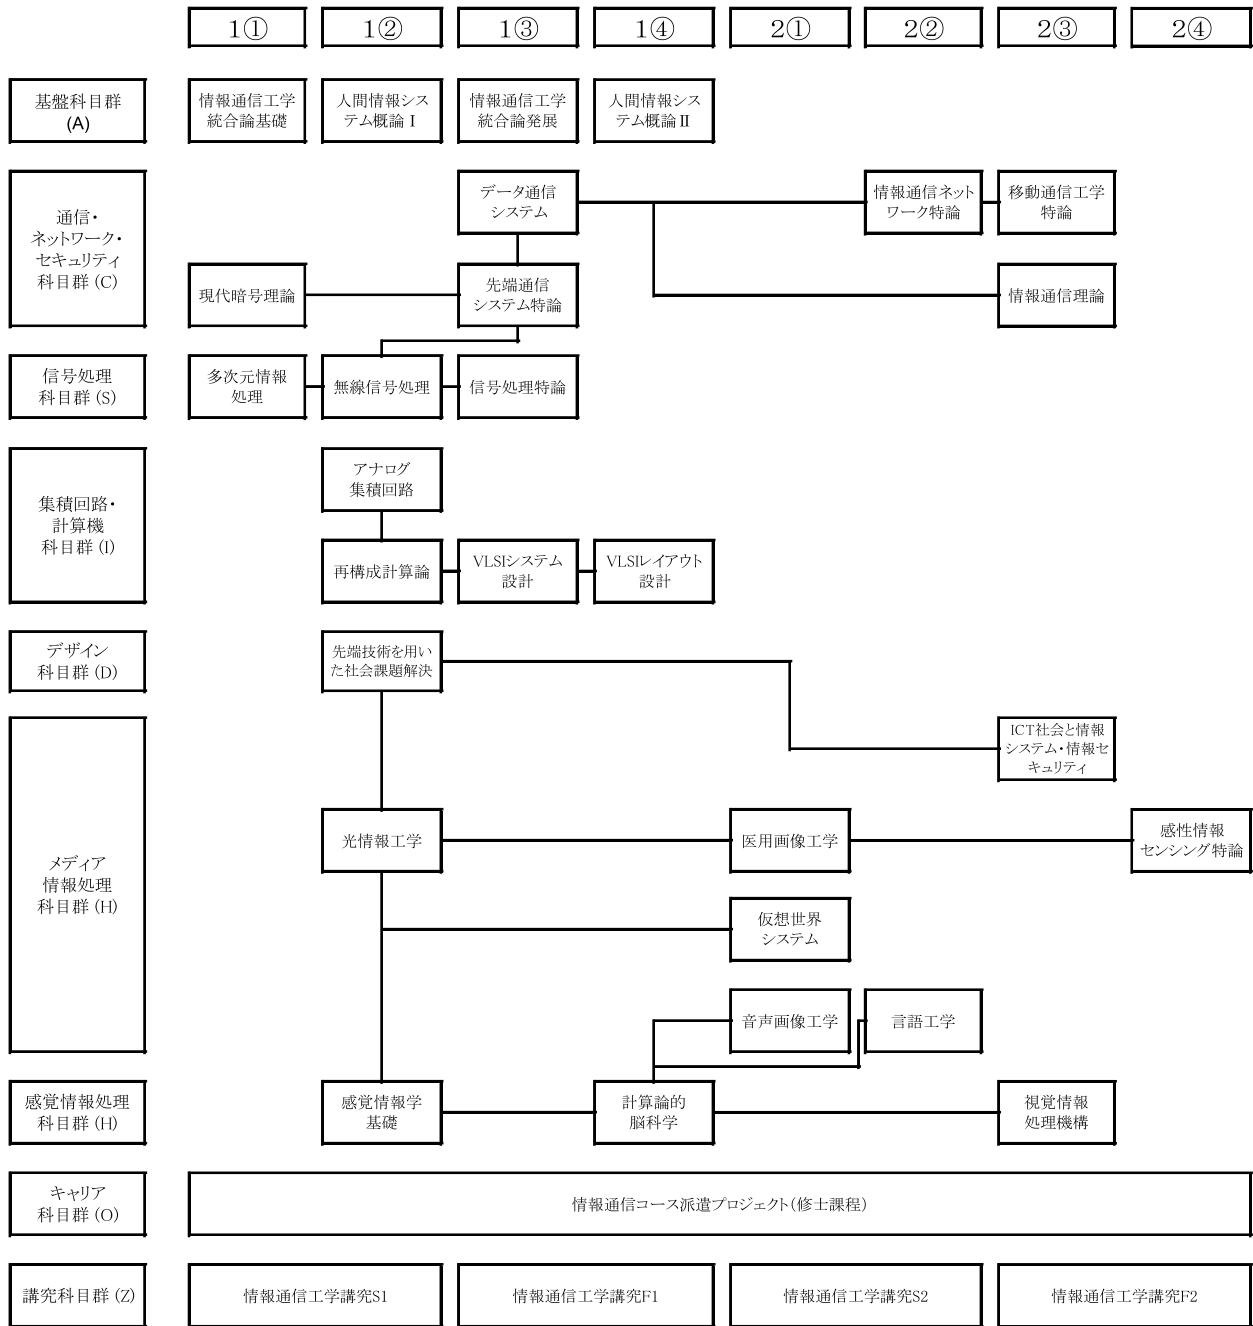 1①
1②
1③
1④
2①
2②
2③
2④
基盤科目群
(A)
情報通信工学
統合論基礎
人間情報シス
テム概論Ⅰ
情報通信工学
統合論発展
人間情報シス
テム概論Ⅱ
通信・
ネットワーク・
セキュリティ
科目群(C)
データ通信
システム
情報通信ネット
ワーク特論
移動通信工学
特論
現代暗号理論
先端通信
システム特論
情報通信理論
信号処理
科目群(S)
多次元情報
処理
無線信号処理
信号処理特論
集積回路・
計算機
科目群(I)
アナログ
集積回路
再構成計算論
VLSIシステム
設計
VLSIレイアウト
設計
デザイン
科目群(D)
先端技術を用い
た社会課題解決
メディア
情報処理
科目群(H)
ICT社会と情報
システム・情報セ
キュリティ
光情報工学
医用画像工学
感性情報
センシング特論
仮想世界
システム
音声画像工学
言語工学
感覚情報処理
科目群(H)
感覚情報学
基礎
計算論的
脳科学
視覚情報
処理機構
キャリア
科目群(O)
情報通信コース派遣プロジェクト(修士課程)
講究科目群(Z)
情報通信工学講究S1
情報通信工学講究F1
情報通信工学講究S2
情報通信工学講究F2